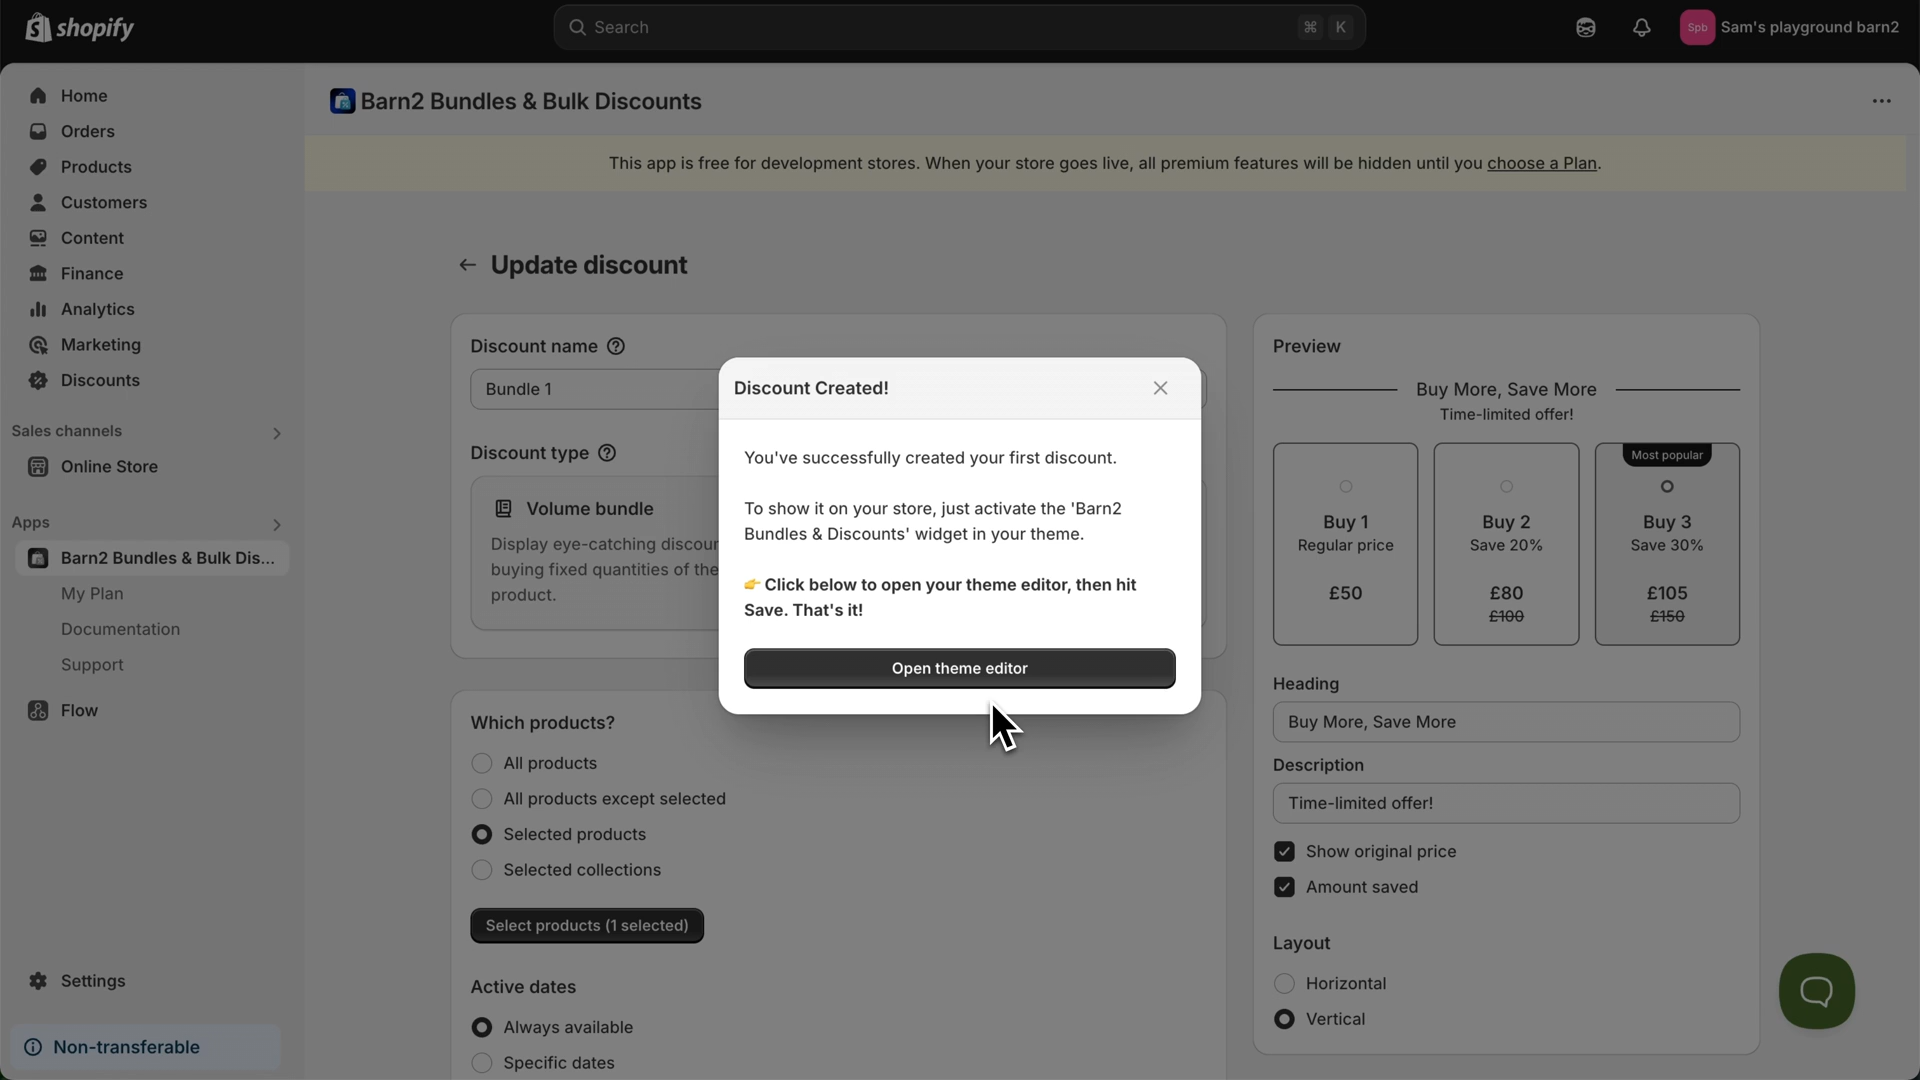 shopify
Search
⌘ K
Spb
Sam's playground barn2
Home
Orders
Products
Customers
Content
Finance
Analytics
Marketing
Discounts
Sales channels
Online Store
Apps
Barn2 Bundles & Bulk Dis...
My Plan
Documentation
Support
Flow
Settings
Non-transferable
Barn2 Bundles & Bulk Discounts
This app is free for development stores. When your store goes live, all premium features will be hidden until you choose a Plan.
Update discount
Discount name
Bundle 1
Discount type
Volume bundle
Display eye-catching discou
buying fixed quantities of the
product.
Which products?
All products
All products except selected
Selected products
Selected collections
Select products (1 selected)
Active dates
Always available
Specific dates
Discount Created!
You've successfully created your first discount.
To show it on your store, just activate the 'Barn2
Bundles & Discounts' widget in your theme.
👉 Click below to open your theme editor, then hit
Save. That's it!
Open theme editor
Preview
Buy More, Save More
Time-limited offer!
Buy 1
Regular price
£50
Buy 2
Save 20%
£80
£100
Most popular
Buy 3
Save 30%
£105
£150
Heading
Buy More, Save More
Description
Time-limited offer!
Show original price
Amount saved
Layout
Horizontal
Vertical